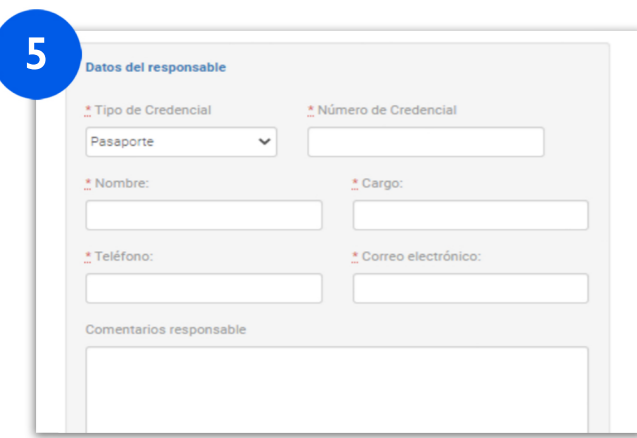 5
Datos del responsable
* Tipo de Credencial * Número de Credencial
Pasaporte
* Nombre: * Cargo:
* Teléfono: * Correo electrónico:
Comentarios responsable